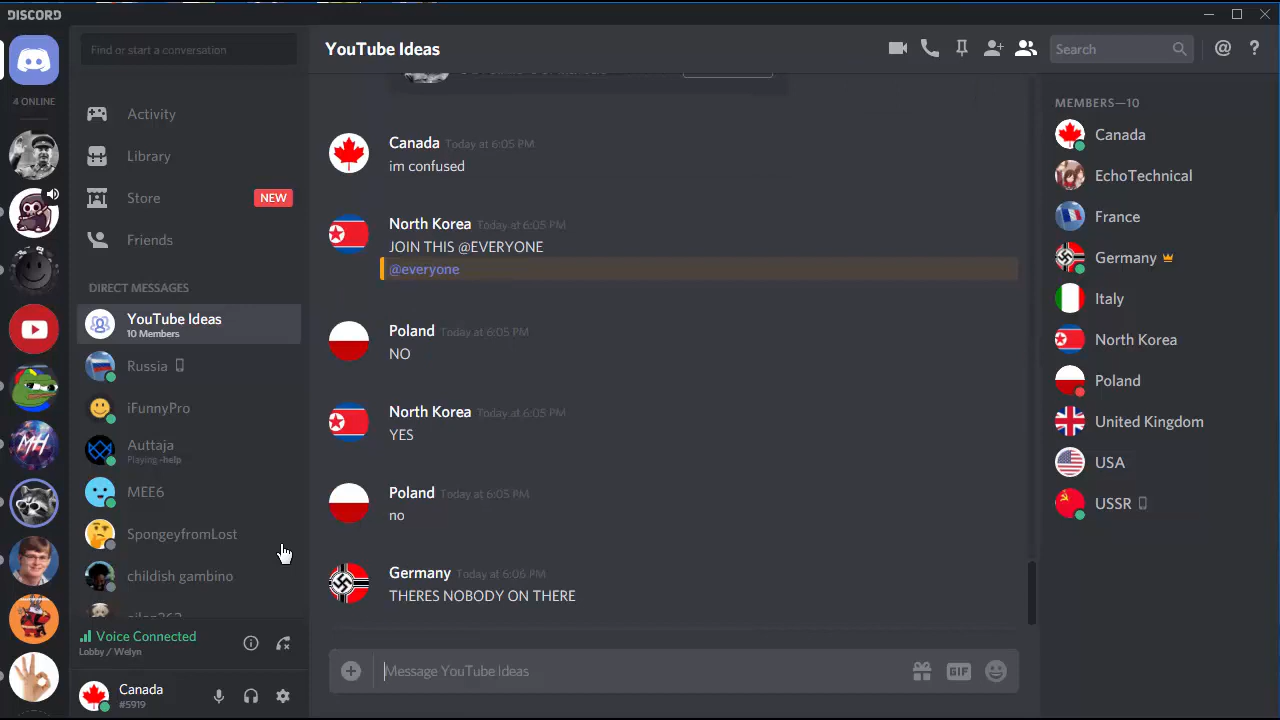 DISCORD
Find or start a conversation
4 ONLINE
Activity
Library
Store NEW
Friends
DIRECT MESSAGES
YouTube Ideas
10 Members
Russia
iFunnyPro
Auttaja
Playing -help
MEE6
SpongeyfromLost
childish gambino
Voice Connected
Lobby / Welyn
Canada
#5919
YouTube Ideas
Search
Canada Today at 6:05 PM
im confused
North Korea Today at 6:05 PM
JOIN THIS @EVERYONE
@everyone
Poland Today at 6:05 PM
NO
North Korea Today at 6:05 PM
YES
Poland Today at 6:05 PM
no
Germany Today at 6:06 PM
THERES NOBODY ON THERE
Message YouTube Ideas
GIF
MEMBERS—10
Canada
EchoTechnical
France
Germany
Italy
North Korea
Poland
United Kingdom
USA
USSR
MH